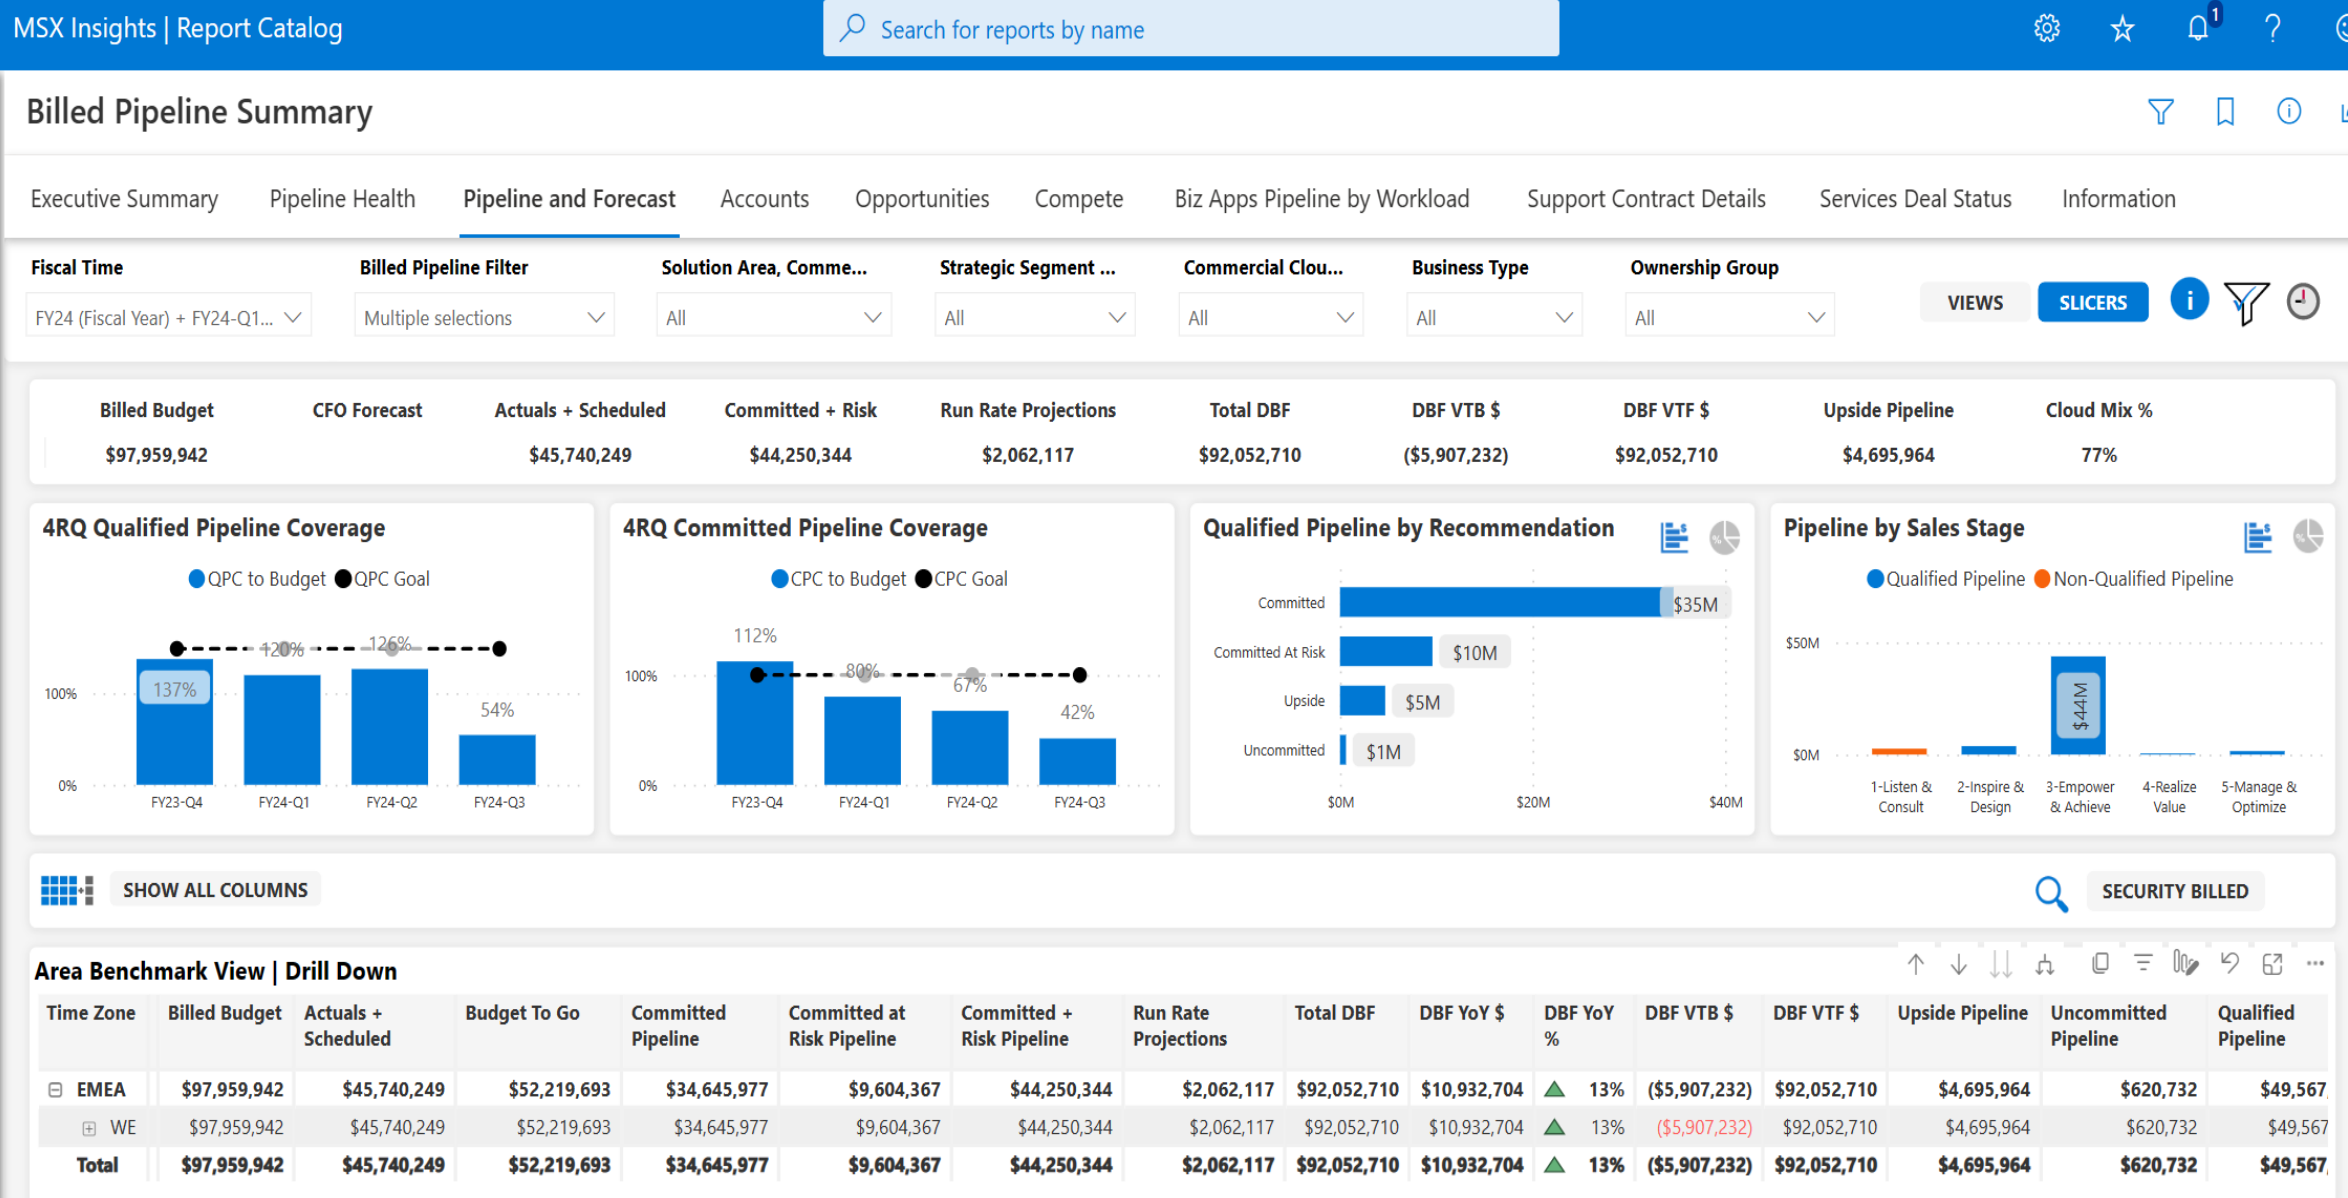 MSX Insights | Report Catalog
Search for reports by name
1
Billed Pipeline Summary
Executive Summary Pipeline Health Pipeline and Forecast Accounts Opportunities Compete Biz Apps Pipeline by Workload Support Contract Details Services Deal Status Information
Fiscal Time Billed Pipeline Filter Solution Area, Comme... Strategic Segment ... Commercial Clou... Business Type Ownership Group
FY24 (Fiscal Year) + FY24-Q1... Multiple selections All All All All All
VIEWS SLICERS
Billed Budget CFO Forecast Actuals + Scheduled Committed + Risk Run Rate Projections Total DBF DBF VTB $ DBF VTF $ Upside Pipeline Cloud Mix %
$97,959,942 $45,740,249 $44,250,344 $2,062,117 $92,052,710 ($5,907,232) $92,052,710 $4,695,964 77%
4RQ Qualified Pipeline Coverage
QPC to Budget QPC Goal
120% 126%
137%
100%
54%
0%
FY23-Q4 FY24-Q1 FY24-Q2 FY24-Q3
4RQ Committed Pipeline Coverage
CPC to Budget CPC Goal
112%
100% 80% 67%
42%
0%
FY23-Q4 FY24-Q1 FY24-Q2 FY24-Q3
Qualified Pipeline by Recommendation
Committed $35M
Committed At Risk $10M
Upside $5M
Uncommitted $1M
$0M $20M $40M
Pipeline by Sales Stage
Qualified Pipeline Non-Qualified Pipeline
$50M
$44M
$0M
1-Listen & 2-Inspire & 3-Empower 4-Realize 5-Manage &
Consult Design & Achieve Value Optimize
SHOW ALL COLUMNS
SECURITY BILLED
Area Benchmark View | Drill Down
Time Zone Billed Budget Actuals + Budget To Go Committed Committed at Committed + Run Rate Total DBF DBF YoY $ DBF YoY DBF VTB $ DBF VTF $ Upside Pipeline Uncommitted Qualified
Scheduled Pipeline Risk Pipeline Risk Pipeline Projections % Pipeline Pipeline
EMEA $97,959,942 $45,740,249 $52,219,693 $34,645,977 $9,604,367 $44,250,344 $2,062,117 $92,052,710 $10,932,704 13% ($5,907,232) $92,052,710 $4,695,964 $620,732 $49,567,
WE $97,959,942 $45,740,249 $52,219,693 $34,645,977 $9,604,367 $44,250,344 $2,062,117 $92,052,710 $10,932,704 13% ($5,907,232) $92,052,710 $4,695,964 $620,732 $49,567
Total $97,959,942 $45,740,249 $52,219,693 $34,645,977 $9,604,367 $44,250,344 $2,062,117 $92,052,710 $10,932,704 13% ($5,907,232) $92,052,710 $4,695,964 $620,732 $49,567,